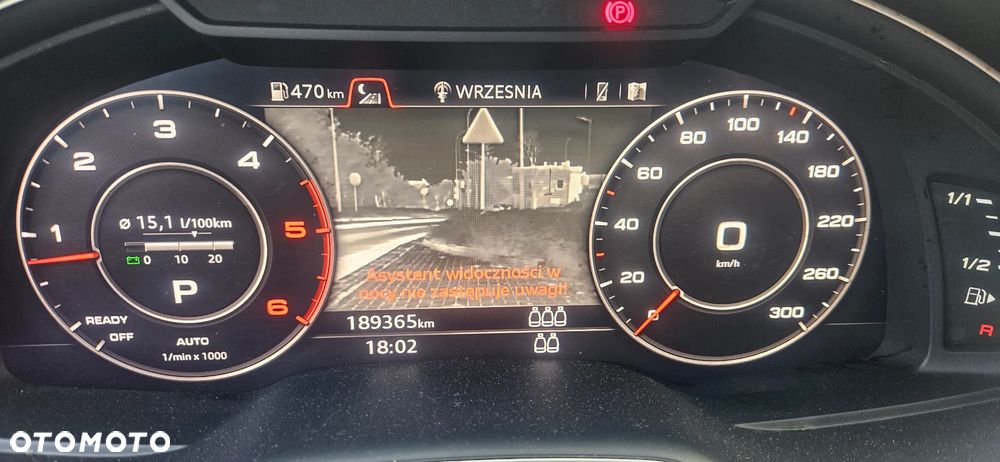 P
470 km
WRZESNIA
1
2
3
4
5
6
Ø 15,1 l/100km
0 10 20
P
READY
OFF
AUTO
1/min x 1000
Asystent widoczności w
nocy nie zastępuje uwagi!
189365km
18:02
0
20
40
60
80
100
140
180
220
260
300
0
km/h
1/1
1/2
R
OTOMOTO